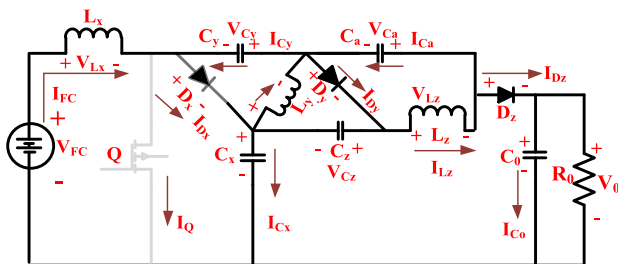 Lx
+ VLx -
Cy
- VCy +
ICy
Ca
- VCa +
ICa
IFC
+
VFC
-
Q
IQ
+ Dx -
IDx
+ Ly -
+ Dy -
IDy
+
Cx
-
ICx
- Cz +
VCz
VLz
+ Lz -
ILz
IDz
+ -
Dz
+
C0
-
ICo
R0
+
V0
-